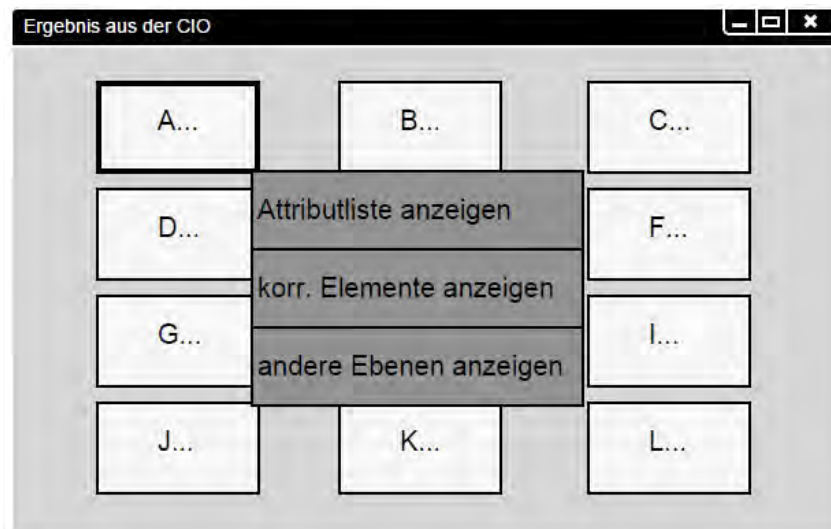 Ergebnis aus der CIO
A...
B...
C...
Attributliste anzeigen
D...
F...
korr. Elemente anzeigen
G...
I...
andere Ebenen anzeigen
J...
K...
L...